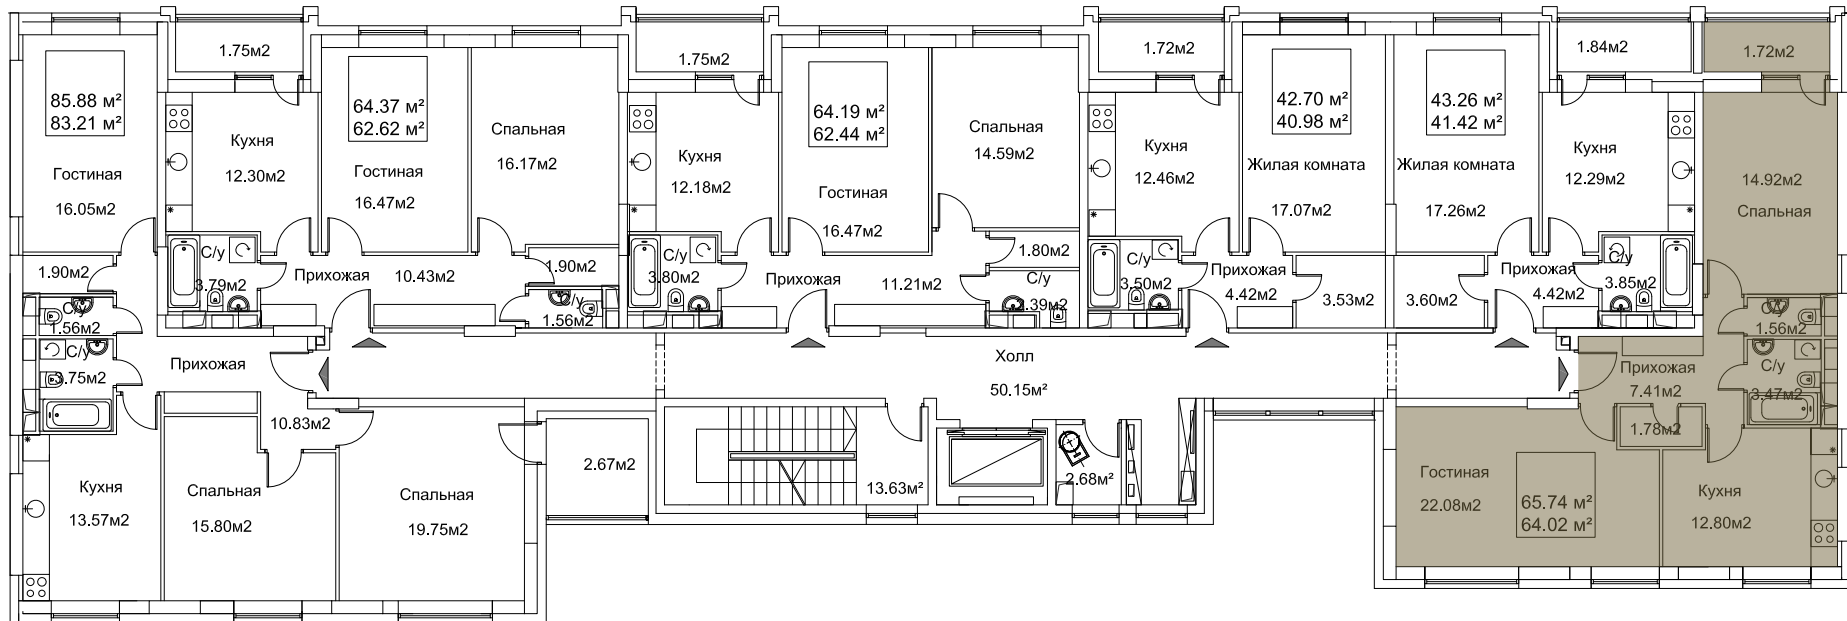 85.88 м²
83.21 м²
Гостиная
16.05м2
1.90м2
С/у
1.56м2
С/у
.75м2
Прихожая
10.83м2
Кухня
13.57м2
Спальная
15.80м2
Спальная
19.75м2
2.67м2
1.75м2
Кухня
12.30м2
С/у
3.79м2
64.37 м²
62.62 м²
Гостиная
16.47м2
Спальная
16.17м2
Прихожая
10.43м2
1.90м2
С/у
1.56м2
1.75м2
Кухня
12.18м2
С/у
3.80м2
64.19 м²
62.44 м²
Гостиная
16.47м2
Спальная
14.59м2
Прихожая
11.21м2
1.80м2
С/у
.39м2
1.72м2
Кухня
12.46м2
С/у
3.50м2
42.70 м²
40.98 м²
Жилая комната
17.07м2
Прихожая
4.42м2
3.53м2
43.26 м²
41.42 м²
Жилая комната
17.26м2
3.60м2
Прихожая
4.42м2
1.84м2
Кухня
12.29м2
С/у
3.85м2
1.72м2
14.92м2
Спальная
С/у
1.56м2
С/у
3.47м2
Прихожая
7.41м2
1.78м2
Гостиная
22.08м2
65.74 м²
64.02 м²
Кухня
12.80м2
Холл
50.15м²
13.63м²
2.68м²